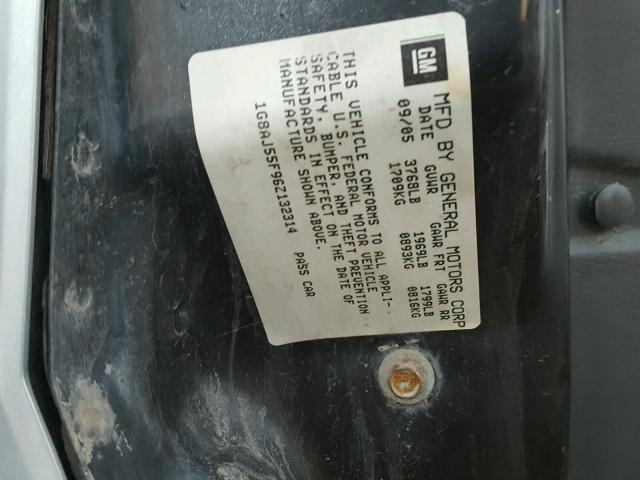 GM
MFD BY GENERAL MOTORS CORP
DATE GVWR GAWR FRT GAWR RR
09/05 3768LB 1969LB 1799LB
1709KG 0893KG 0816KG
THIS VEHICLE CONFORMS TO ALL APPLI-
CABLE U.S. FEDERAL MOTOR VEHICLE
SAFETY, BUMPER, AND THEFT PREVENTION
STANDARDS IN EFFECT ON THE DATE OF
MANUFACTURE SHOWN ABOVE.
1G8AJ55F96Z132314 PASS CAR